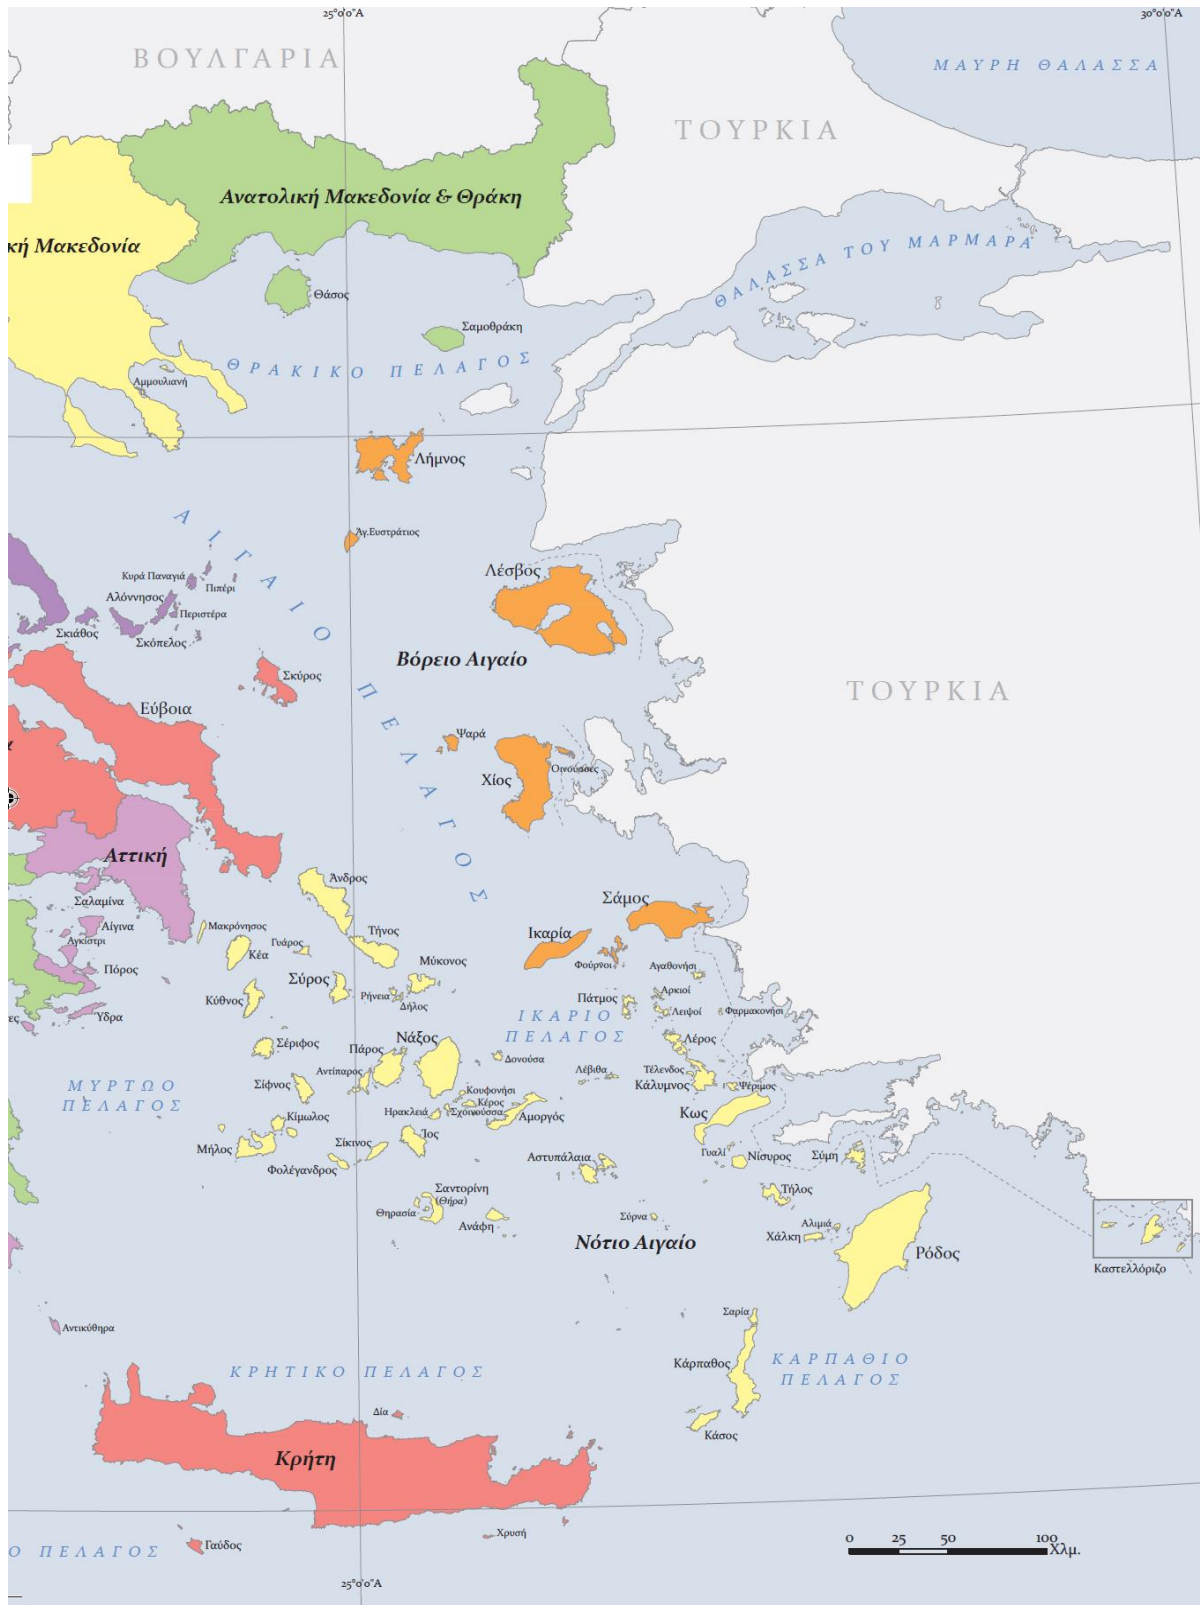 25°0'0"Α
30°0'0"Α
ΒΟΥΛΓΑΡΙΑ
ΜΑΥΡΗ ΘΑΛΑΣΣΑ
ΤΟΥΡΚΙΑ
Ανατολική Μακεδονία & Θράκη
κή Μακεδονία
ΘΑΛΑΣΣΑ ΤΟΥ ΜΑΡΜΑΡΑ
Θάσος
Σαμοθράκη
ΘΡΑΚΙΚΟ ΠΕΛΑΓΟΣ
Αμμουλιανή
Λήμνος
ΑΙΓΑΙΟ ΠΕΛΑΓΟΣ
Άγ.Ευστράτιος
Λέσβος
Κυρά Παναγιά
Πιπέρι
Αλόννησος
Περιστέρα
Σκιάθος
Σκόπελος
Βόρειο Αιγαίο
Σκύρος
ΤΟΥΡΚΙΑ
Εύβοια
α
Ψαρά
Χίος
Οινούσσες
Αττική
Άνδρος
Σαλαμίνα
Σάμος
Αίγινα
Μακρόνησος
Τήνος
Ικαρία
Αγκίστρι
Κέα
Γυάρος
Φούρνοι
Μύκονος
Αγαθονήσι
Πόρος
Σύρος
Ρήνεια
Δήλος
Αρκιοί
Πάτμος
Κύθνος
Λειψοί
Φαρμακονήσι
ες
Ύδρα
ΙΚΑΡΙΟ
ΠΕΛΑΓΟΣ
Σέριφος
Πάρος
Νάξος
Λέρος
Δονούσα
Αντίπαρος
Λέβιθα
Τέλενδος
ΜΥΡΤΩΟ
ΠΕΛΑΓΟΣ
Σίφνος
Κάλυμνος
Ψέριμος
Κουφονήσι
Κέρος
Ηρακλειά
Σχοινούσσα
Αμοργός
Κως
Κίμωλος
Μήλος
Σίκινος
Ίος
Φολέγανδρος
Αστυπάλαια
Γυαλί
Νίσυρος
Σύμη
Σαντορίνη
(Θήρα)
Τήλος
Θηρασία
Ανάφη
Σύρνα
Αλιμιά
Χάλκη
Νότιο Αιγαίο
Ρόδος
Καστελλόριζο
Αντικύθηρα
Σαρία
ΚΡΗΤΙΚΟ ΠΕΛΑΓΟΣ
Κάρπαθος
ΚΑΡΠΑΘΙΟ
ΠΕΛΑΓΟΣ
Δία
Κάσος
Κρήτη
Χρυσή
Γαύδος
Ο ΠΕΛΑΓΟΣ
0 25 50 100
Χλμ.
25°0'0"Α